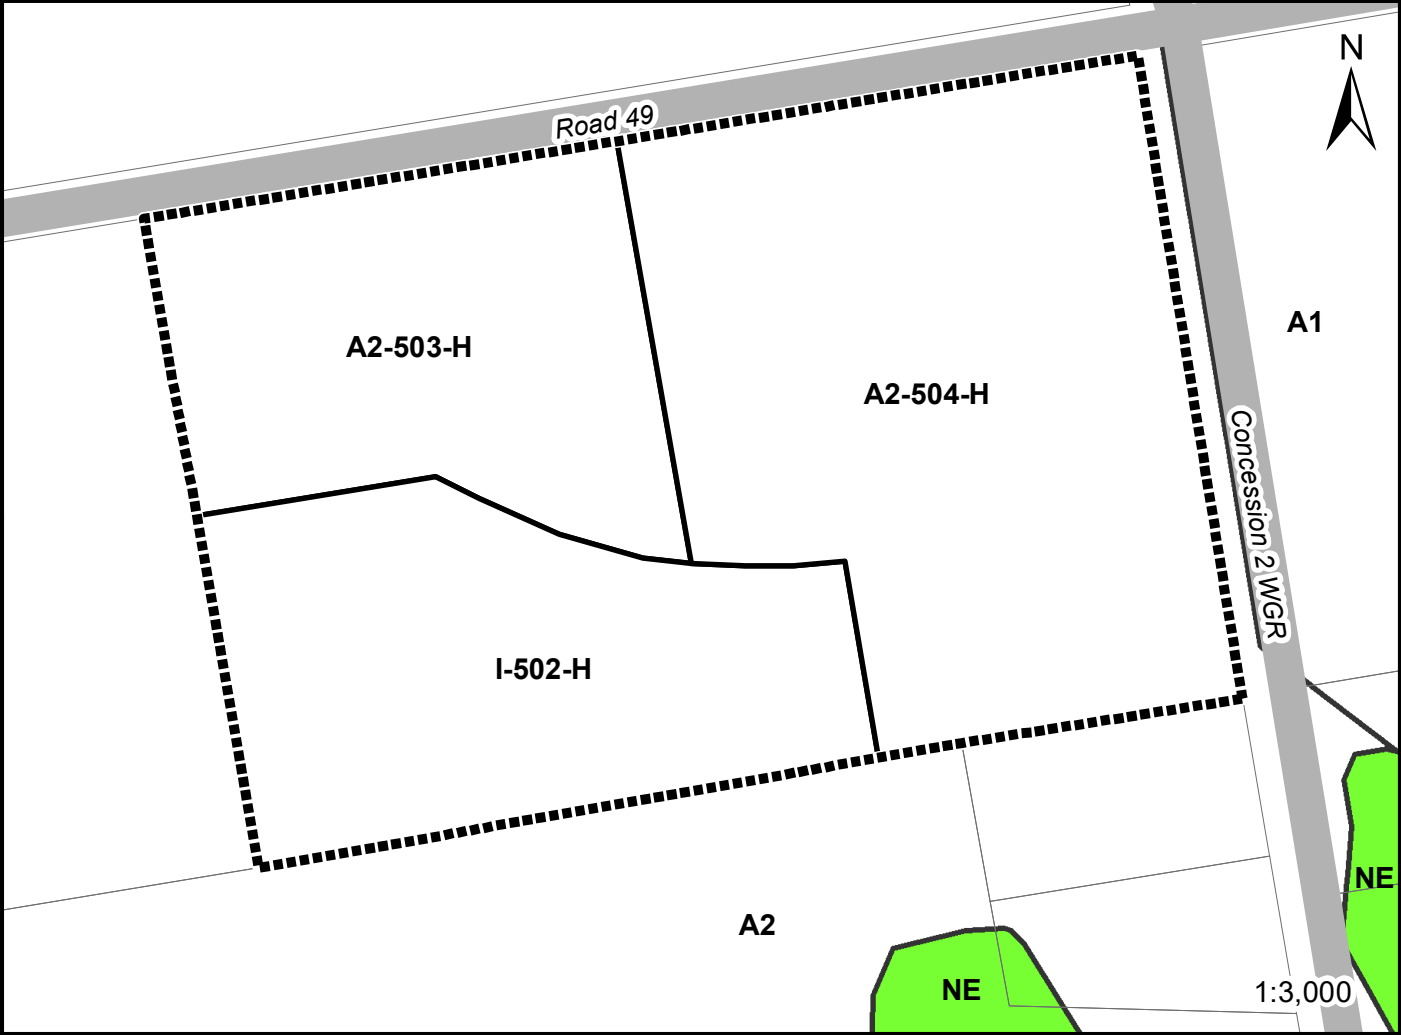 N
Road 49
A1
A2-503-H
A2-504-H
Concession 2 WGR
I-502-H
NE
A2
NE
1:3,000